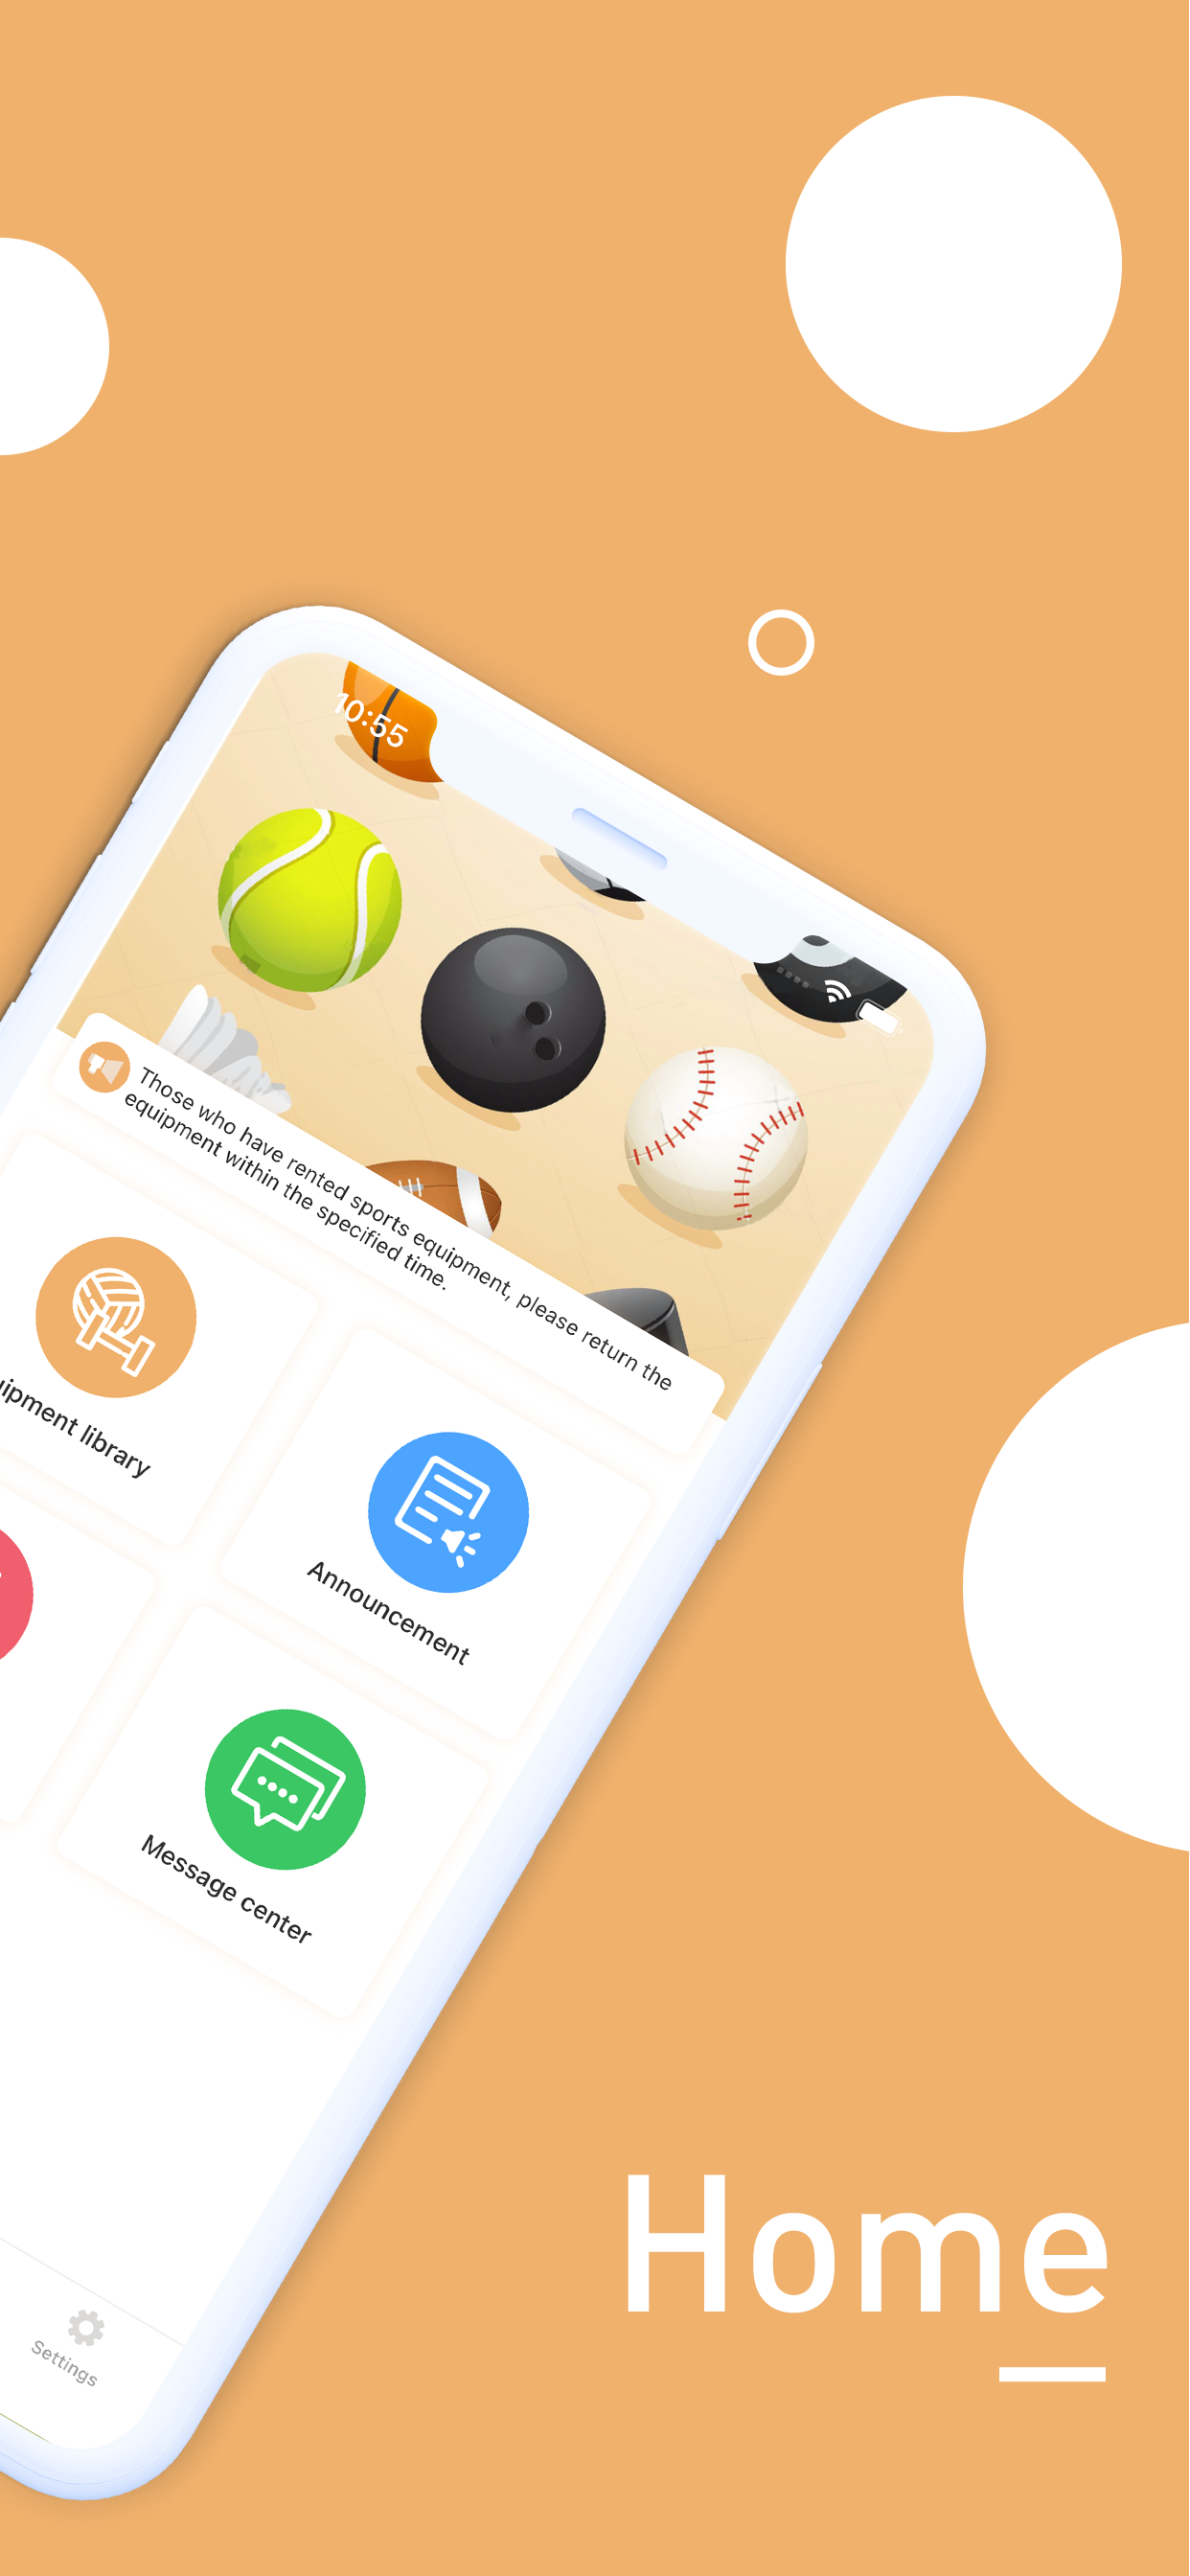 10:55
Those who have rented sports equipment, please return the
equipment within the specified time.
uipment library
Announcement
Message center
Settings
Home